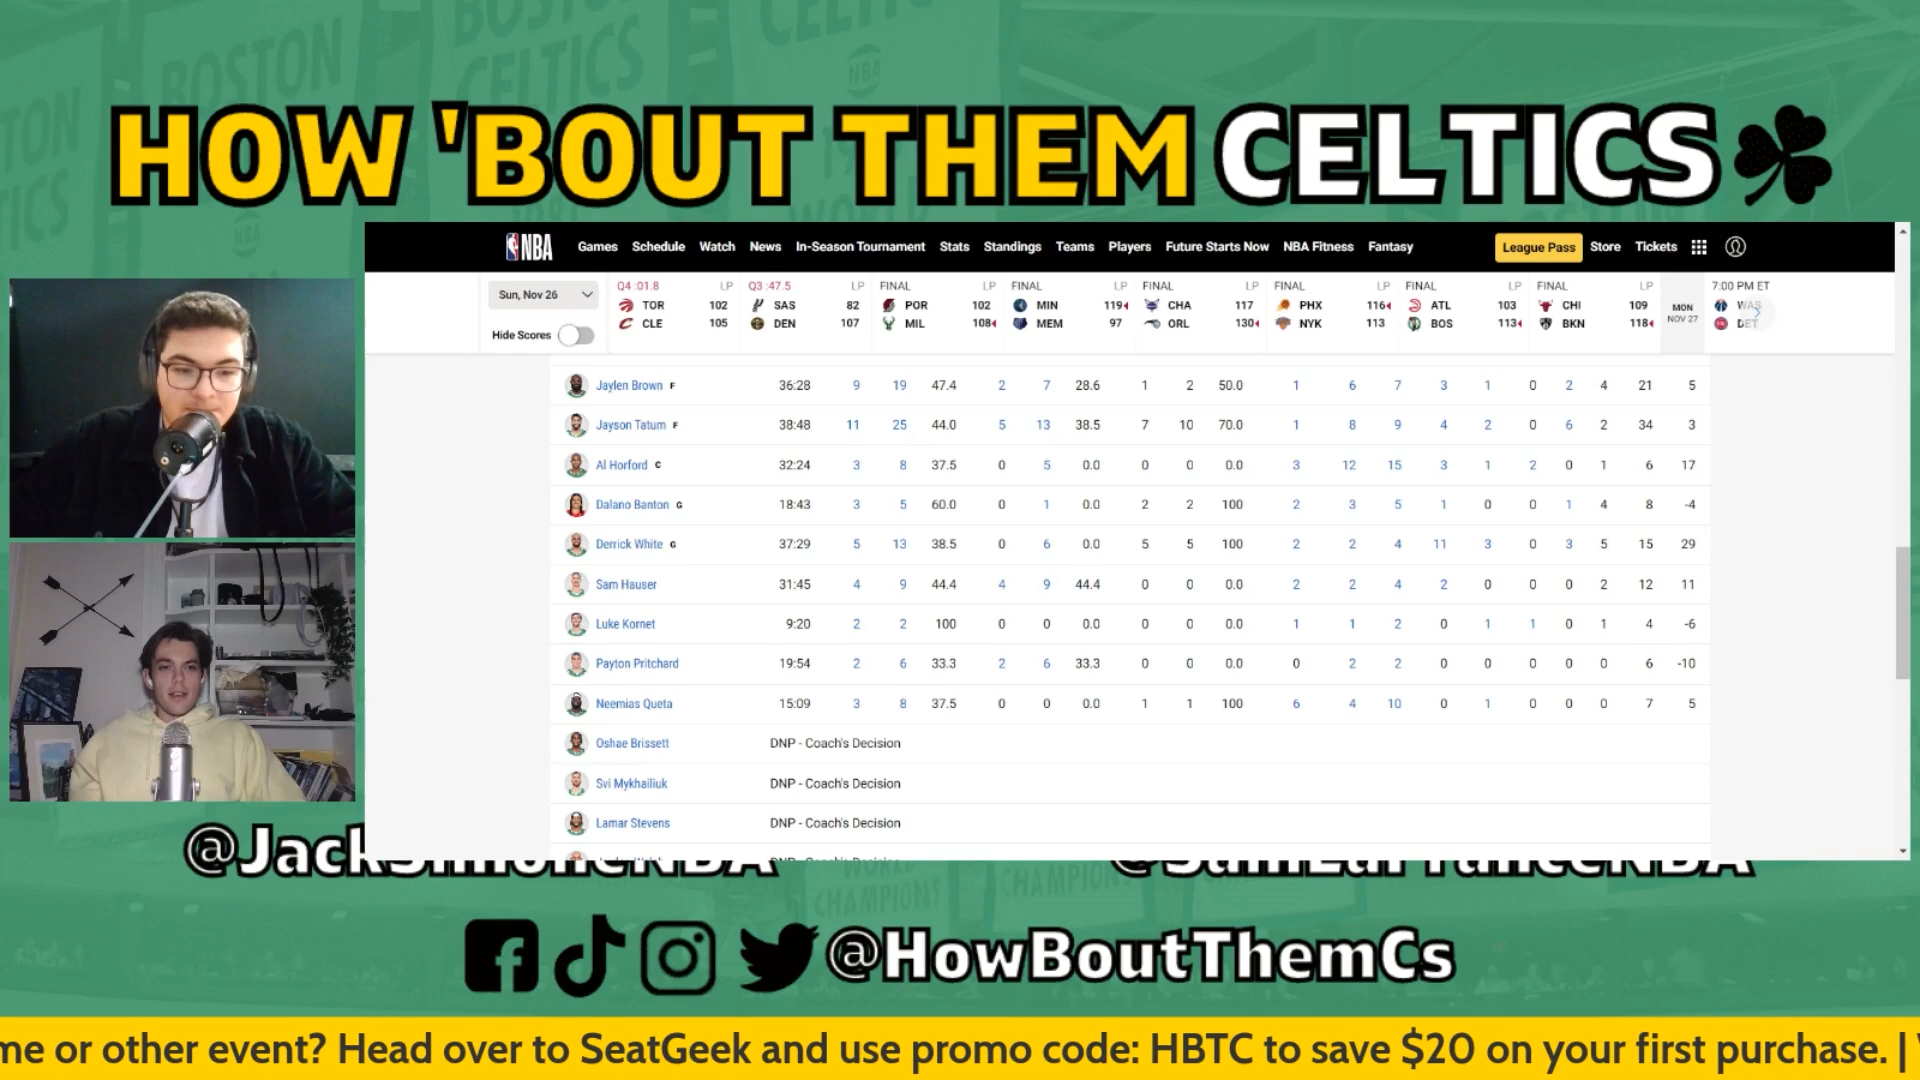 HOW 'BOUT THEM CELTICS
NBA Games Schedule Watch News In-Season Tournament Stats Standings Teams Players Future Starts Now NBA Fitness Fantasy League Pass Store Tickets
Sun, Nov 26
Hide Scores
Q4 :01.8 LP
TOR 102
CLE 105
Q3 :47.5 LP
SAS 82
DEN 107
FINAL LP
POR 102
MIL 108
FINAL LP
MIN 119
MEM 97
FINAL LP
CHA 117
ORL 130
FINAL LP
PHX 116
NYK 113
FINAL LP
ATL 103
BOS 113
FINAL LP
CHI 109
BKN 118
MON
NOV 27
7:00 PM ET
WAS
DET
Jaylen Brown F 36:28 9 19 47.4 2 7 28.6 1 2 50.0 1 6 7 3 1 0 2 4 21 5
Jayson Tatum F 38:48 11 25 44.0 5 13 38.5 7 10 70.0 1 8 9 4 2 0 6 2 34 3
Al Horford C 32:24 3 8 37.5 0 5 0.0 0 0 0.0 3 12 15 3 1 2 0 1 6 17
Dalano Banton G 18:43 3 5 60.0 0 1 0.0 2 2 100 2 3 5 1 0 0 1 4 8 -4
Derrick White G 37:29 5 13 38.5 0 6 0.0 5 5 100 2 2 4 11 3 0 3 5 15 29
Sam Hauser 31:45 4 9 44.4 4 9 44.4 0 0 0.0 2 2 4 2 0 0 0 2 12 11
Luke Kornet 9:20 2 2 100 0 0 0.0 0 0 0.0 1 1 2 0 1 1 0 1 4 -6
Payton Pritchard 19:54 2 6 33.3 2 6 33.3 0 0 0.0 0 2 2 0 0 0 0 0 6 -10
Neemias Queta 15:09 3 8 37.5 0 0 0.0 1 1 100 6 4 10 0 1 0 0 0 7 5
Oshae Brissett DNP - Coach's Decision
Svi Mykhailiuk DNP - Coach's Decision
Lamar Stevens DNP - Coach's Decision
@JackSimoneNBA @SamLaFranceNBA
@HowBoutThemCs
me or other event? Head over to SeatGeek and use promo code: HBTC to save $20 on your first purchase. |